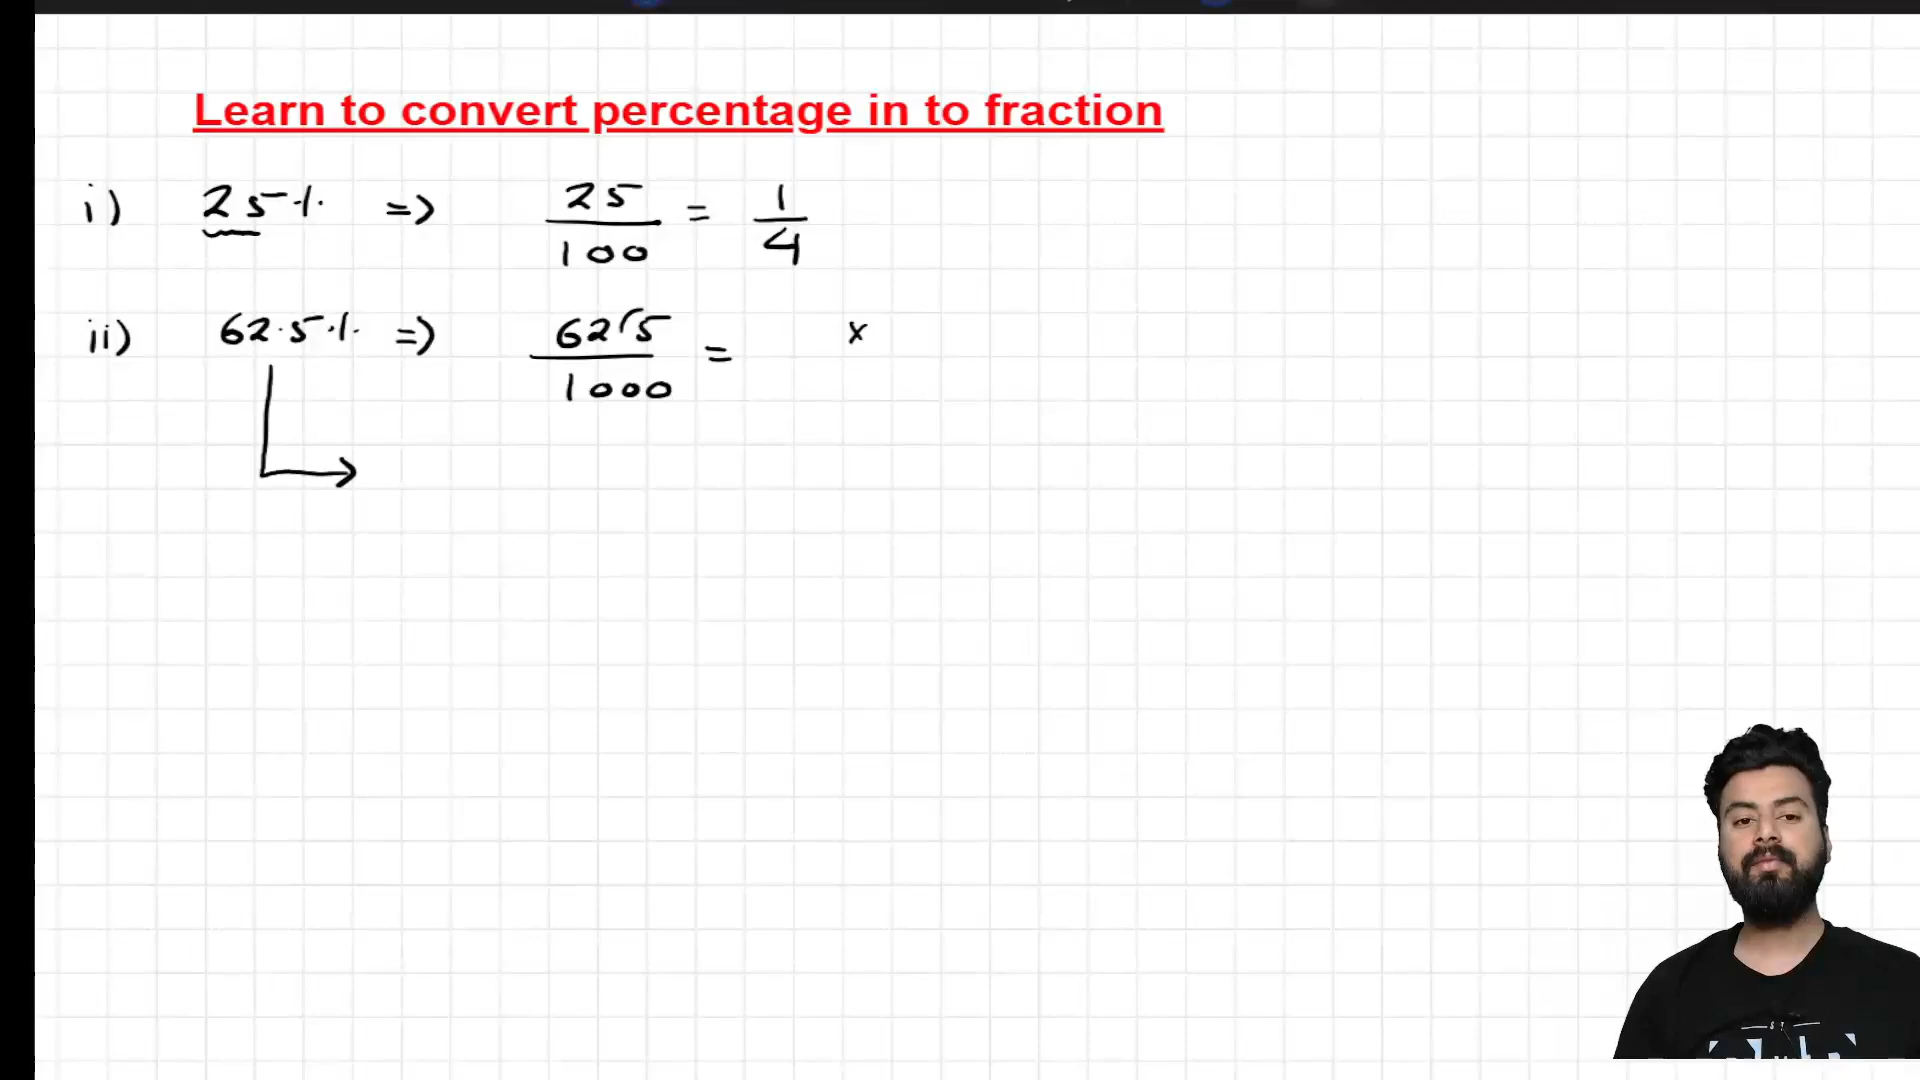 Learn to convert percentage in to fraction
i) 25% => 25/100 = 1/4
ii) 62.5% => 625/1000 = x